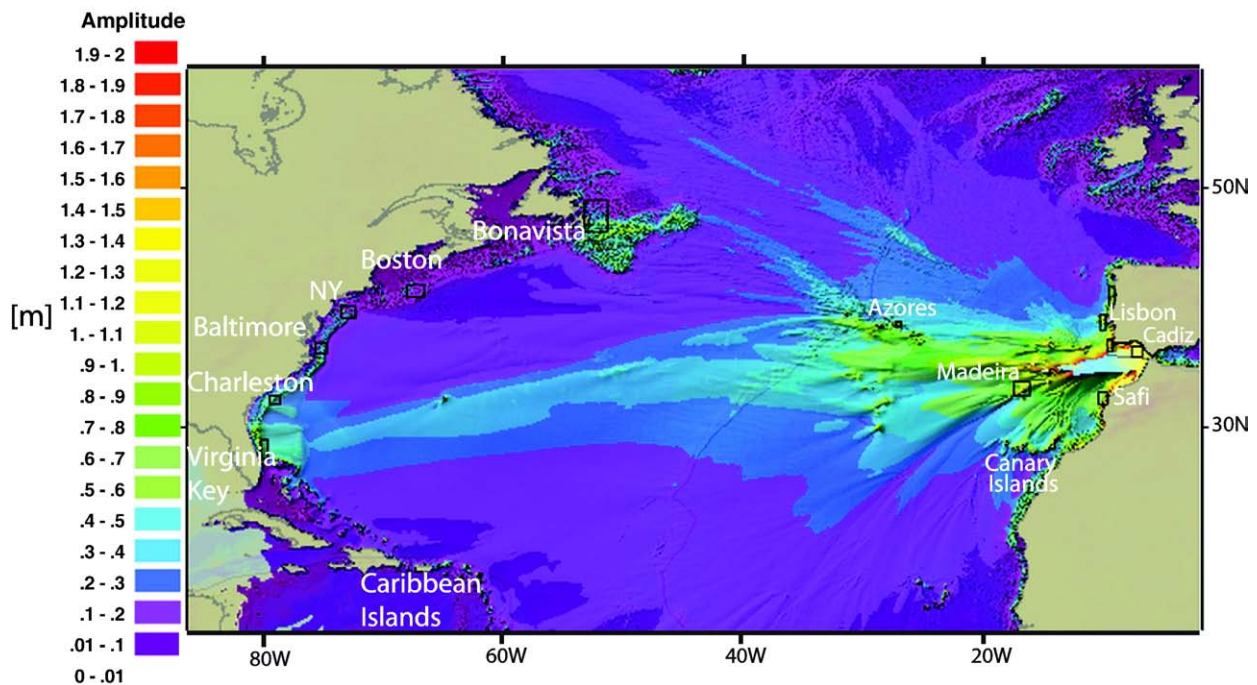 Amplitude
1.9 - 2
1.8 - 1.9
1.7 - 1.8
1.6 - 1.7
1.5 - 1.6
1.4 - 1.5
1.3 - 1.4
1.2 - 1.3
1.1 - 1.2
1. - 1.1
.9 - 1.
.8 - .9
.7 - .8
.6 - .7
.5 - .6
.4 - .5
.3 - .4
.2 - .3
.1 - .2
.01 - .1
0 - .01
[m]
Bonavista
Boston
NY
Baltimore
Charleston
Virginia
Key
Caribbean
Islands
Azores
Lisbon
Cadiz
Madeira
Safi
Canary
Islands
50N
30N
80W
60W
40W
20W